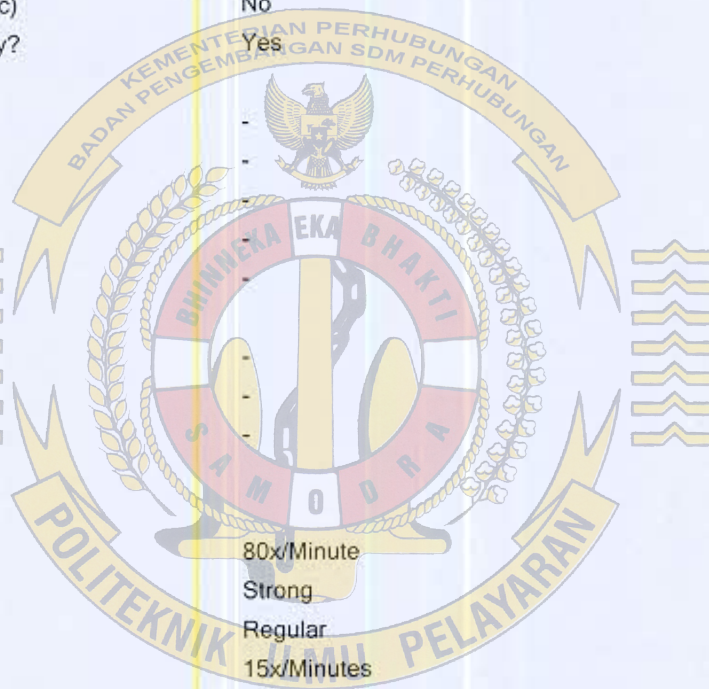 c) No
y? Yes
KEMENTERIAN PERHUBUNGAN
BADAN PENGEMBANGAN SDM PERHUBUNGAN
-
-
-
-
-
-
-
-
BHINNEKA EKA BHAKTI
SAMODRA
80x/Minute
Strong
Regular
15x/Minutes
POLITEKNIK ILMU PELAYARAN